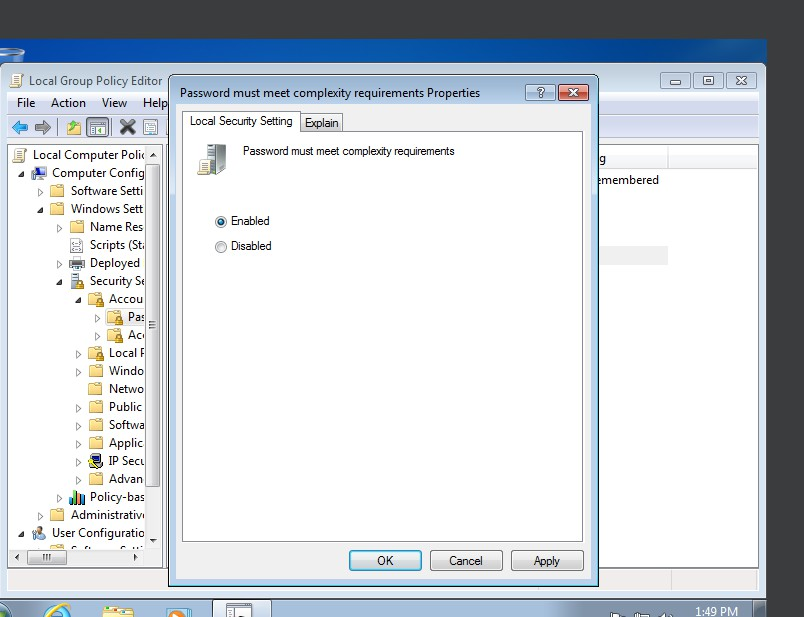 Local Group Policy Editor
File Action View Help
Password must meet complexity requirements Properties
Local Security Setting Explain
Password must meet complexity requirements
Enabled
Disabled
OK Cancel Apply
Local Computer Polic
Computer Config
Software Setti
Windows Sett
Name Res
Scripts (Sta
Deployed
Security Se
Accou
Pas
Acc
Local P
Windo
Netwo
Public
Softwa
Applic
IP Secu
Advan
Policy-bas
Administrative
User Configuratio
g
emembered
1:49 PM